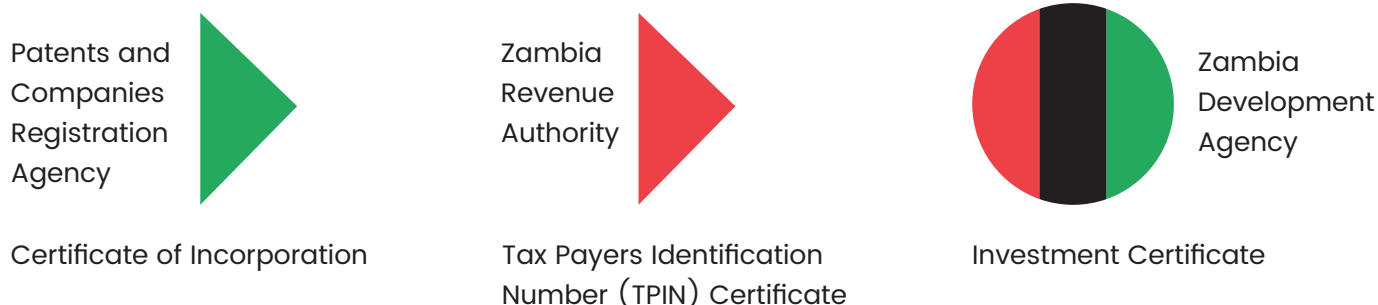 Patents and
Companies
Registration
Agency
Certificate of Incorporation
Zambia
Revenue
Authority
Tax Payers Identification
Number (TPIN) Certificate
Zambia
Development
Agency
Investment Certificate